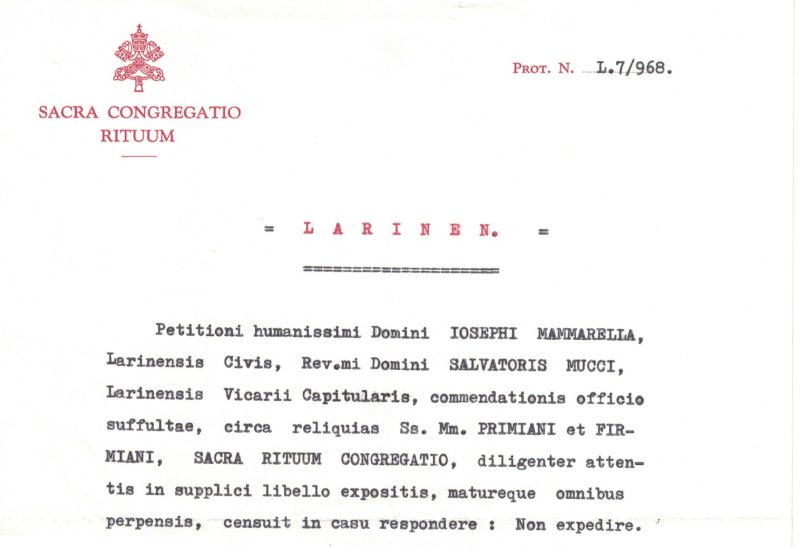 PROT. N. L.7/968.
SACRA CONGREGATIO
RITUUM
= L A R I N E N. =
====================
Petitioni humanissimi Domini IOSEPHI MAMMARELLA,
Larinensis Civis, Rev.mi Domini SALVATORIS MUCCI,
Larinensis Vicarii Capitularis, commendationis officio
suffultae, circa reliquias Ss. Mm. PRIMIANI et FIR-
MIANI, SACRA RITUUM CONGREGATIO, diligenter atten-
tis in supplici libello expositis, matureque omnibus
perpensis, censuit in casu respondere : Non expedire.